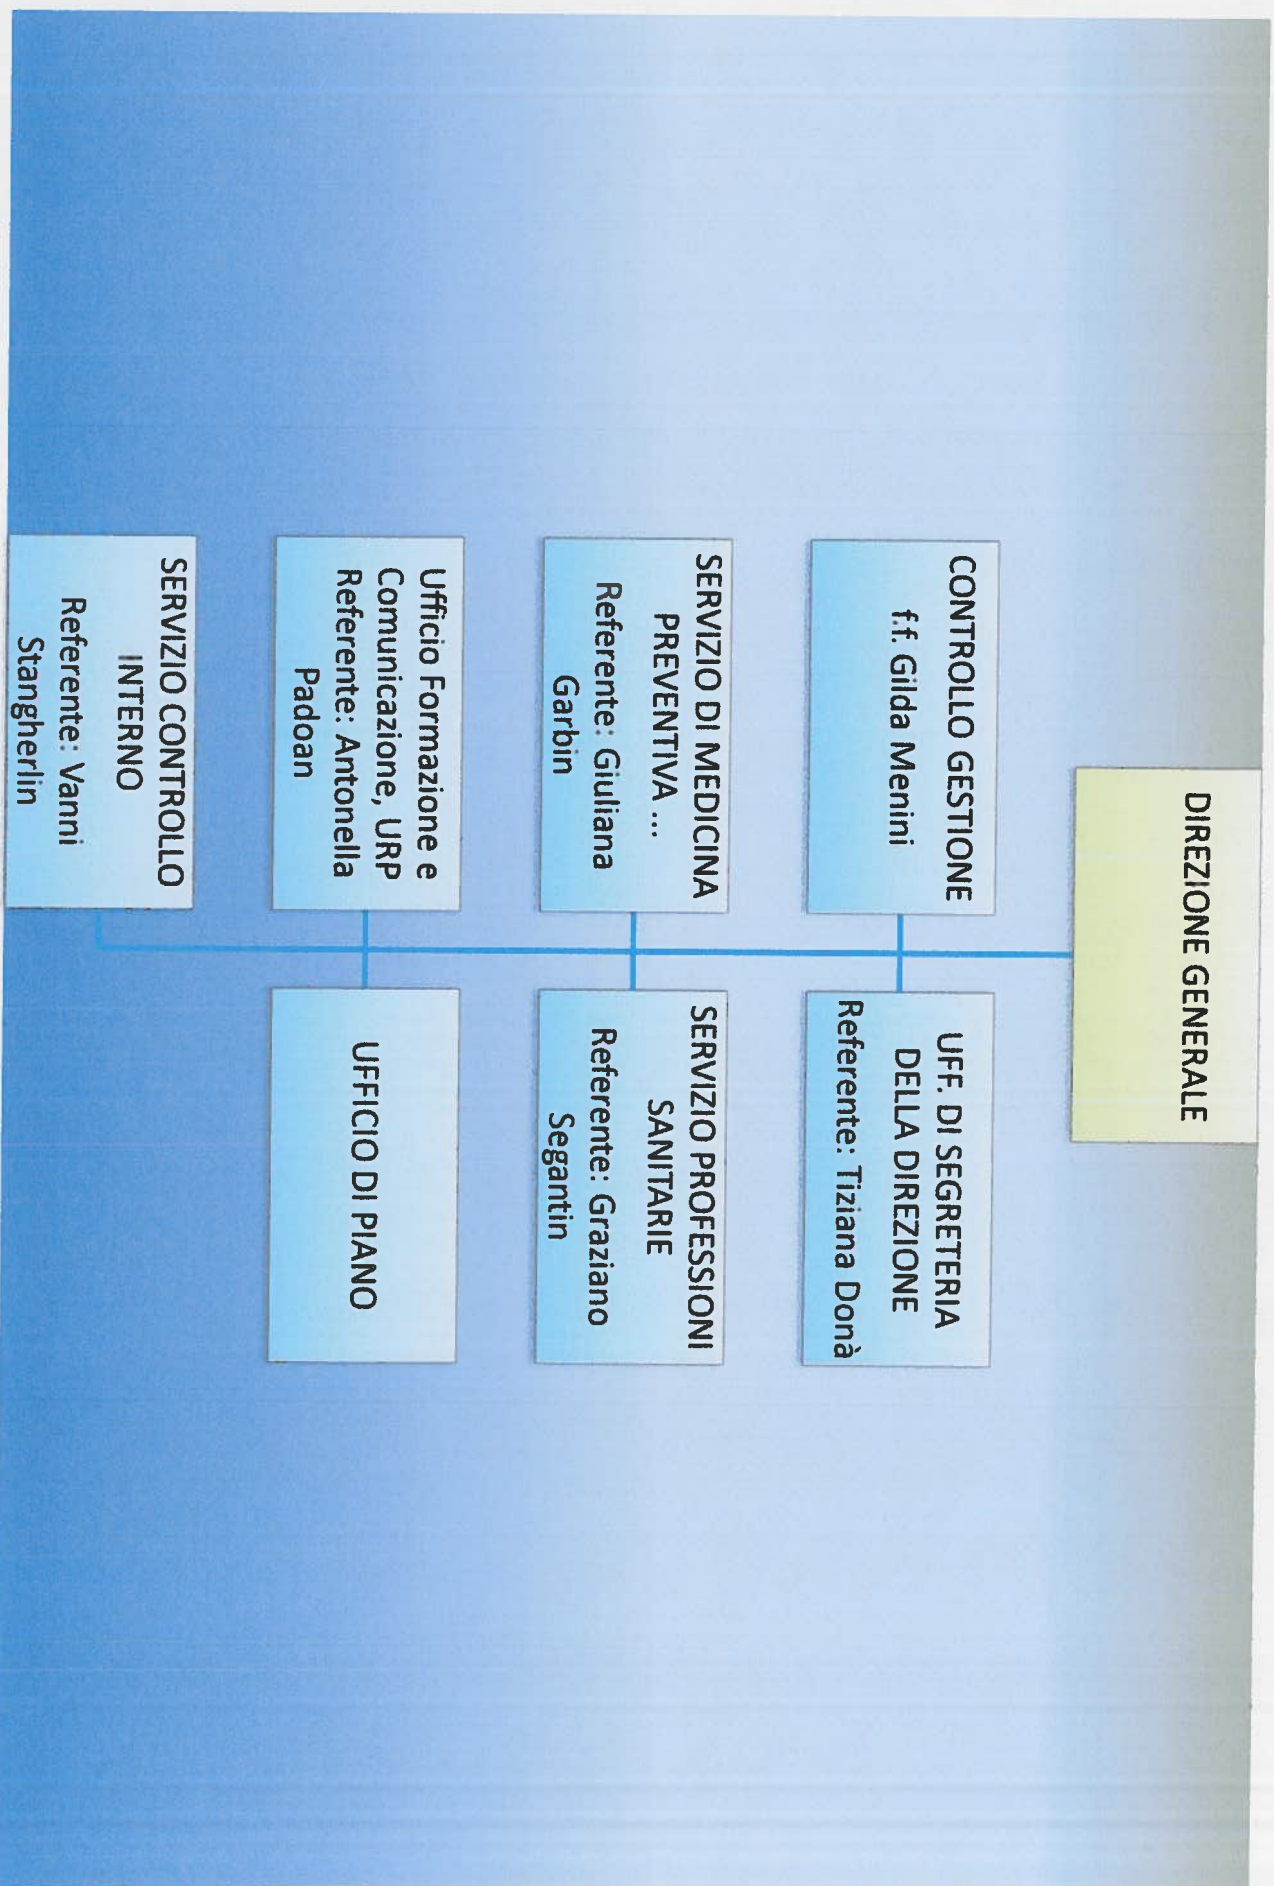 DIREZIONE GENERALE
CONTROLLO GESTIONE
f.f. Gilda Menini
UFF. DI SEGRETERIA
DELLA DIREZIONE
Referente: Tiziana Donà
SERVIZIO DI MEDICINA
PREVENTIVA ...
Referente: Giuliana
Garbin
SERVIZIO PROFESSIONI
SANITARIE
Referente: Graziano
Segantin
Ufficio Formazione e
Comunicazione, URP
Referente: Antonella
Padoan
UFFICIO DI PIANO
SERVIZIO CONTROLLO
INTERNO
Referente: Vanni
Stangherlin